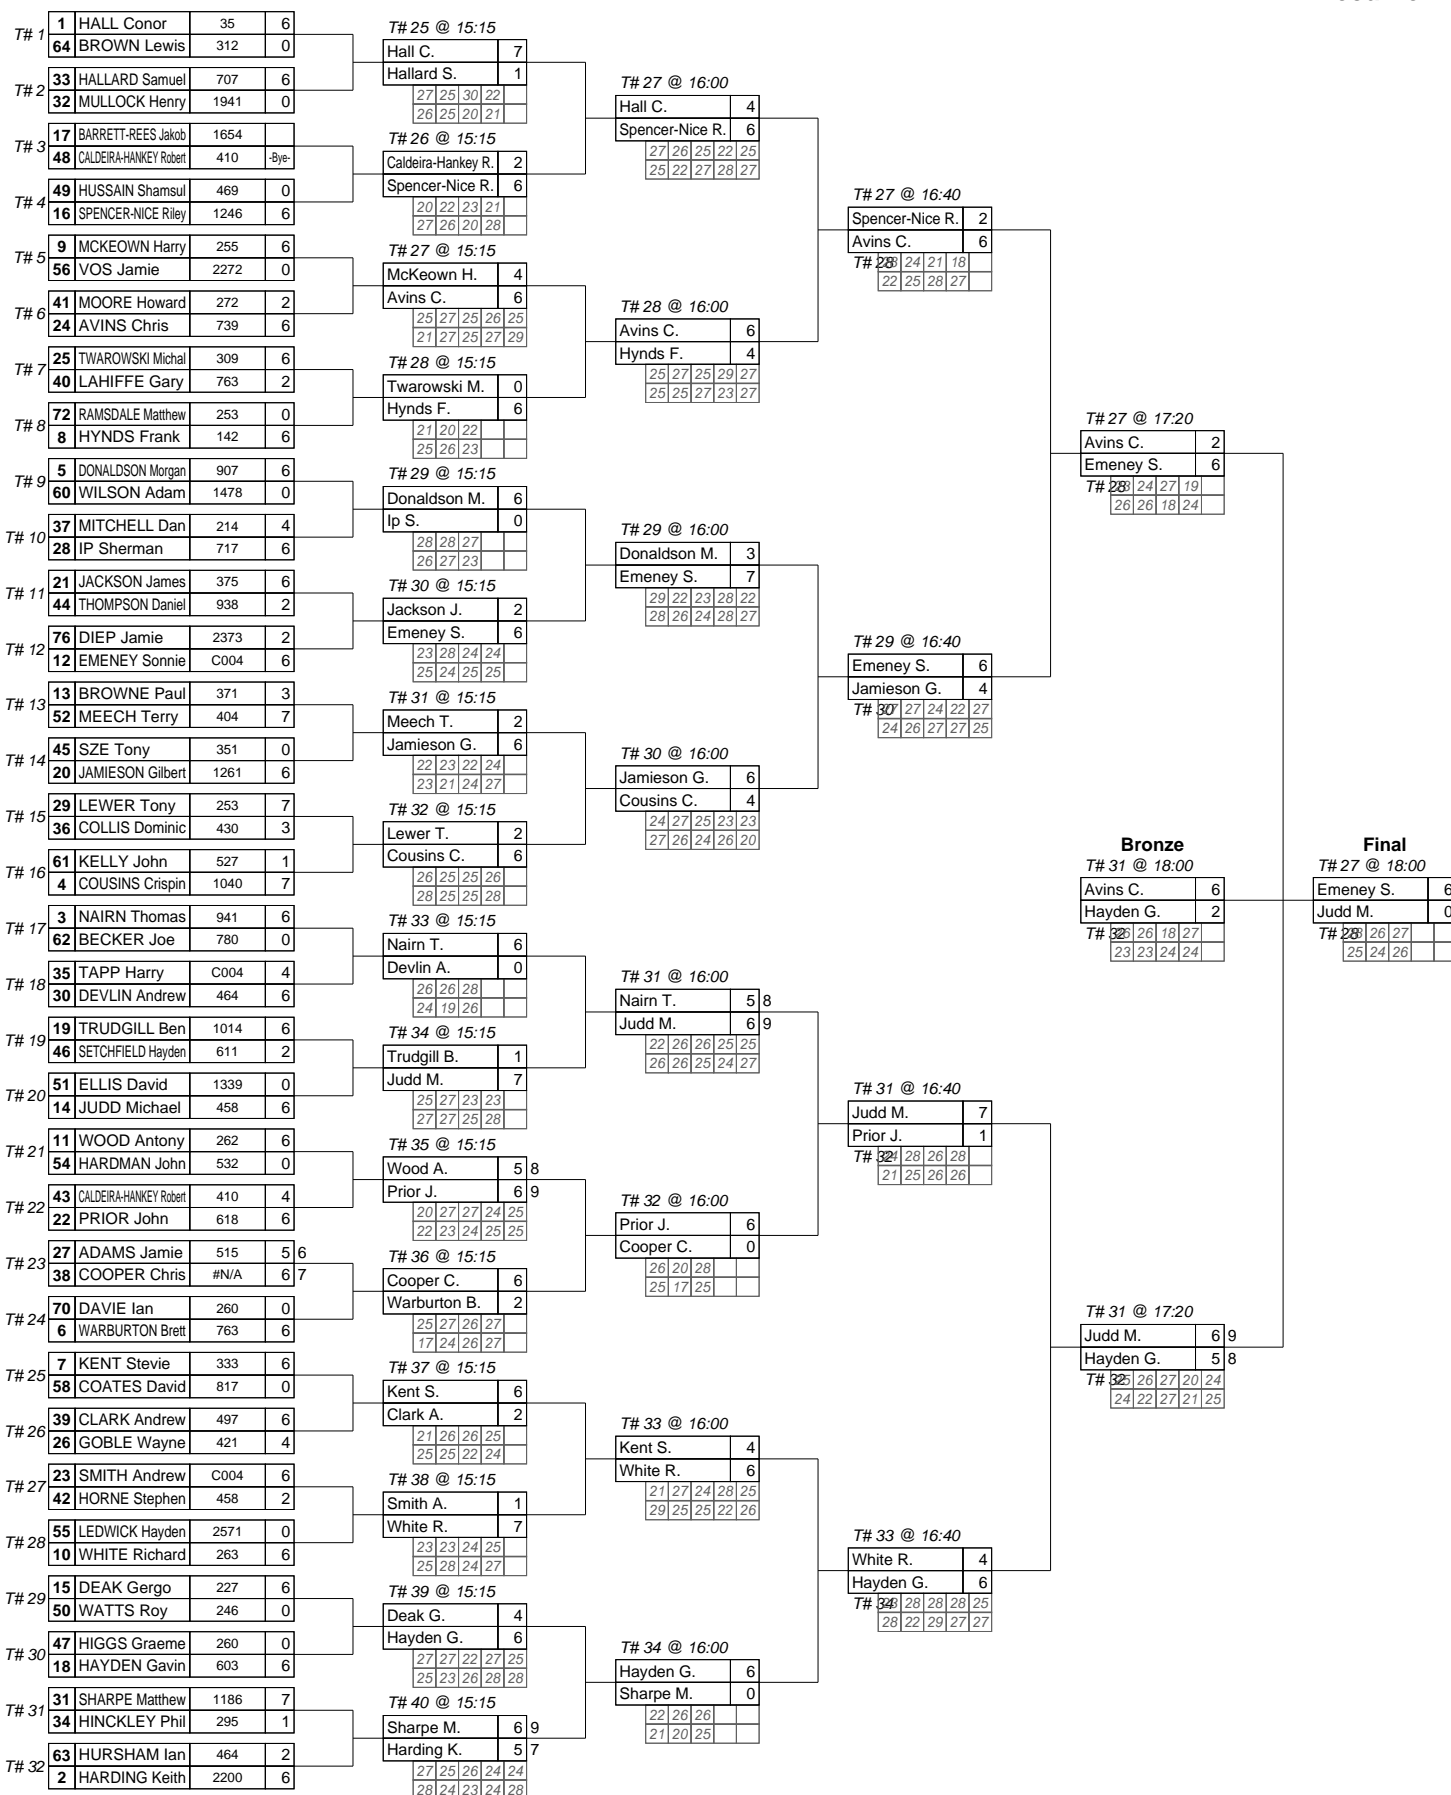 T# 1
1 HALL Conor 35 6
64 BROWN Lewis 312 0
T# 2
33 HALLARD Samuel 707 6
32 MULLOCK Henry 1941 0
T# 3
17 BARRETT-REES Jakob 1654
48 CALDEIRA-HANKEY Robert 410 -Bye-
T# 4
49 HUSSAIN Shamsul 469 0
16 SPENCER-NICE Riley 1246 6
T# 5
9 MCKEOWN Harry 255 6
56 VOS Jamie 2272 0
T# 6
41 MOORE Howard 272 2
24 AVINS Chris 739 6
T# 7
25 TWAROWSKI Michal 309 6
40 LAHIFFE Gary 763 2
T# 8
72 RAMSDALE Matthew 253 0
8 HYNDS Frank 142 6
T# 9
5 DONALDSON Morgan 907 6
60 WILSON Adam 1478 0
T# 10
37 MITCHELL Dan 214 4
28 IP Sherman 717 6
T# 11
21 JACKSON James 375 6
44 THOMPSON Daniel 938 2
T# 12
76 DIEP Jamie 2373 2
12 EMENEY Sonnie C004 6
T# 13
13 BROWNE Paul 371 3
52 MEECH Terry 404 7
T# 14
45 SZE Tony 351 0
20 JAMIESON Gilbert 1261 6
T# 15
29 LEWER Tony 253 7
36 COLLIS Dominic 430 3
T# 16
61 KELLY John 527 1
4 COUSINS Crispin 1040 7
T# 17
3 NAIRN Thomas 941 6
62 BECKER Joe 780 0
T# 18
35 TAPP Harry C004 4
30 DEVLIN Andrew 464 6
T# 19
19 TRUDGILL Ben 1014 6
46 SETCHFIELD Hayden 611 2
T# 20
51 ELLIS David 1339 0
14 JUDD Michael 458 6
T# 21
11 WOOD Antony 262 6
54 HARDMAN John 532 0
T# 22
43 CALDEIRA-HANKEY Robert 410 4
22 PRIOR John 618 6
T# 23
27 ADAMS Jamie 515 5 6
38 COOPER Chris #N/A 6 7
T# 24
70 DAVIE Ian 260 0
6 WARBURTON Brett 763 6
T# 25
7 KENT Stevie 333 6
58 COATES David 817 0
T# 26
39 CLARK Andrew 497 6
26 GOBLE Wayne 421 4
T# 27
23 SMITH Andrew C004 6
42 HORNE Stephen 458 2
T# 28
55 LEDWICK Hayden 2571 0
10 WHITE Richard 263 6
T# 29
15 DEAK Gergo 227 6
50 WATTS Roy 246 0
T# 30
47 HIGGS Graeme 260 0
18 HAYDEN Gavin 603 6
T# 31
31 SHARPE Matthew 1186 7
34 HINCKLEY Phil 295 1
T# 32
63 HURSHAM Ian 464 2
2 HARDING Keith 2200 6
T# 25 @ 15:15
Hall C. 7
Hallard S. 1
27 25 30 22
26 25 20 21
T# 26 @ 15:15
Caldeira-Hankey R. 2
Spencer-Nice R. 6
20 22 23 21
27 26 20 28
T# 27 @ 15:15
McKeown H. 4
Avins C. 6
25 27 25 26 25
21 27 25 27 29
T# 28 @ 15:15
Twarowski M. 0
Hynds F. 6
21 20 22
25 26 23
T# 29 @ 15:15
Donaldson M. 6
Ip S. 0
28 28 27
26 27 23
T# 30 @ 15:15
Jackson J. 2
Emeney S. 6
23 28 24 24
25 24 25 25
T# 31 @ 15:15
Meech T. 2
Jamieson G. 6
22 23 22 24
23 21 24 27
T# 32 @ 15:15
Lewer T. 2
Cousins C. 6
26 25 25 26
28 25 25 28
T# 33 @ 15:15
Nairn T. 6
Devlin A. 0
26 26 28
24 19 26
T# 34 @ 15:15
Trudgill B. 1
Judd M. 7
25 27 23 23
27 27 25 28
T# 35 @ 15:15
Wood A. 5 8
Prior J. 6 9
20 27 27 24 25
22 23 24 25 25
T# 36 @ 15:15
Cooper C. 6
Warburton B. 2
25 27 26 27
17 24 26 27
T# 37 @ 15:15
Kent S. 6
Clark A. 2
21 26 26 25
25 25 22 24
T# 38 @ 15:15
Smith A. 1
White R. 7
23 23 24 25
25 28 24 27
T# 39 @ 15:15
Deak G. 4
Hayden G. 6
27 27 22 27 25
25 23 26 28 28
T# 40 @ 15:15
Sharpe M. 6 9
Harding K. 5 7
27 25 26 24 24
28 24 23 24 28
T# 27 @ 16:00
Hall C. 4
Spencer-Nice R. 6
27 26 25 22 25
25 22 27 28 27
T# 28 @ 16:00
Avins C. 6
Hynds F. 4
25 27 25 29 27
25 25 27 23 27
T# 29 @ 16:00
Donaldson M. 3
Emeney S. 7
29 22 23 28 22
28 26 24 28 27
T# 30 @ 16:00
Jamieson G. 6
Cousins C. 4
24 27 25 23 23
27 26 24 26 20
T# 31 @ 16:00
Nairn T. 5 8
Judd M. 6 9
22 26 26 25 25
26 26 25 24 27
T# 32 @ 16:00
Prior J. 6
Cooper C. 0
26 20 28
25 17 25
T# 33 @ 16:00
Kent S. 4
White R. 6
21 27 24 28 25
29 25 25 22 26
T# 34 @ 16:00
Hayden G. 6
Sharpe M. 0
22 26 26
21 20 25
T# 27 @ 16:40
Spencer-Nice R. 2
Avins C. 6
T# 28 24 21 18
22 25 28 27
T# 29 @ 16:40
Emeney S. 6
Jamieson G. 4
T# 30 27 24 22 27
24 26 27 27 25
T# 31 @ 16:40
Judd M. 7
Prior J. 1
T# 32 28 26 28
21 25 26 26
T# 33 @ 16:40
White R. 4
Hayden G. 6
T# 34 28 28 28 25
28 22 29 27 27
T# 27 @ 17:20
Avins C. 2
Emeney S. 6
T# 28 24 27 19
26 26 18 24
T# 31 @ 17:20
Judd M. 6 9
Hayden G. 5 8
T# 32 26 27 20 24
24 22 27 21 25
Bronze
T# 31 @ 18:00
Avins C. 6
Hayden G. 2
T# 32 26 18 27
23 23 24 24
Final
T# 27 @ 18:00
Emeney S. 6
Judd M. 0
T# 28 26 27
25 24 26